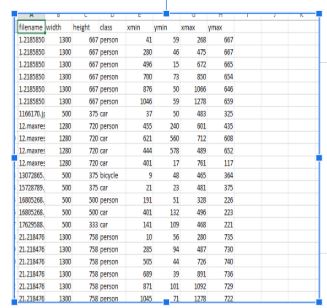 filename width height class xmin ymin xmax ymax
1.2185850 1300 667 person 41 59 268 667
1.2185850 1300 667 person 280 46 475 667
1.2185850 1300 667 person 496 15 672 665
1.2185850 1300 667 person 700 73 850 654
1.2185850 1300 667 person 876 50 1066 646
1.2185850 1300 667 person 1046 59 1278 659
1166170.j 500 375 car 37 50 483 325
12.maxres 1280 720 person 455 240 601 435
12.maxres 1280 720 car 621 560 712 608
12.maxres 1280 720 car 444 578 489 652
12.maxres 1280 720 car 401 17 761 117
13072865. 500 375 bicycle 9 48 465 364
15728789. 500 375 car 21 23 481 375
16805268. 500 500 person 191 51 328 226
16805268. 500 500 car 401 132 496 223
17629588. 500 333 car 141 109 468 221
21.218476 1300 758 person 10 56 280 735
21.218476 1300 758 person 285 94 487 730
21.218476 1300 758 person 505 44 726 740
21.218476 1300 758 person 689 39 891 736
21.218476 1300 758 person 871 101 1092 729
21.218476 1300 758 person 1045 71 1278 722